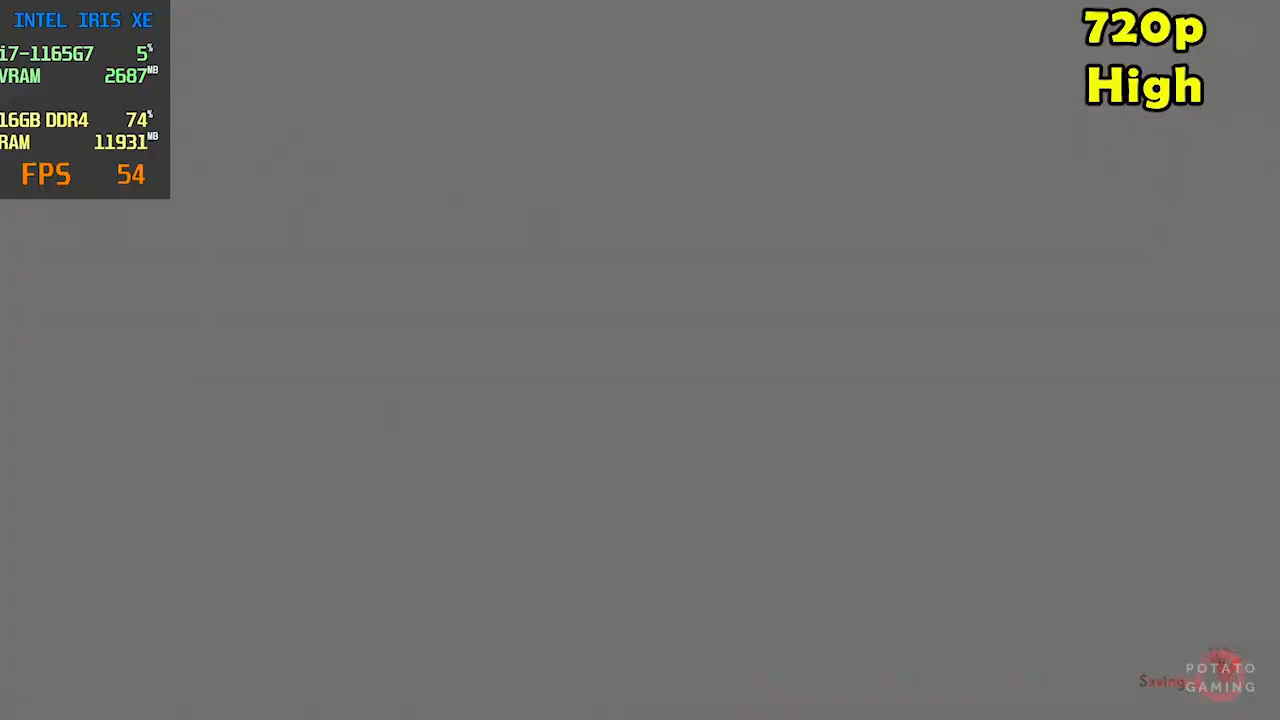 INTEL IRIS XE
i7-1165G7 5%
VRAM 2687MB
16GB DDR4 74%
RAM 11931MB
FPS 54
720p
High
Saving
POTATO
GAMING